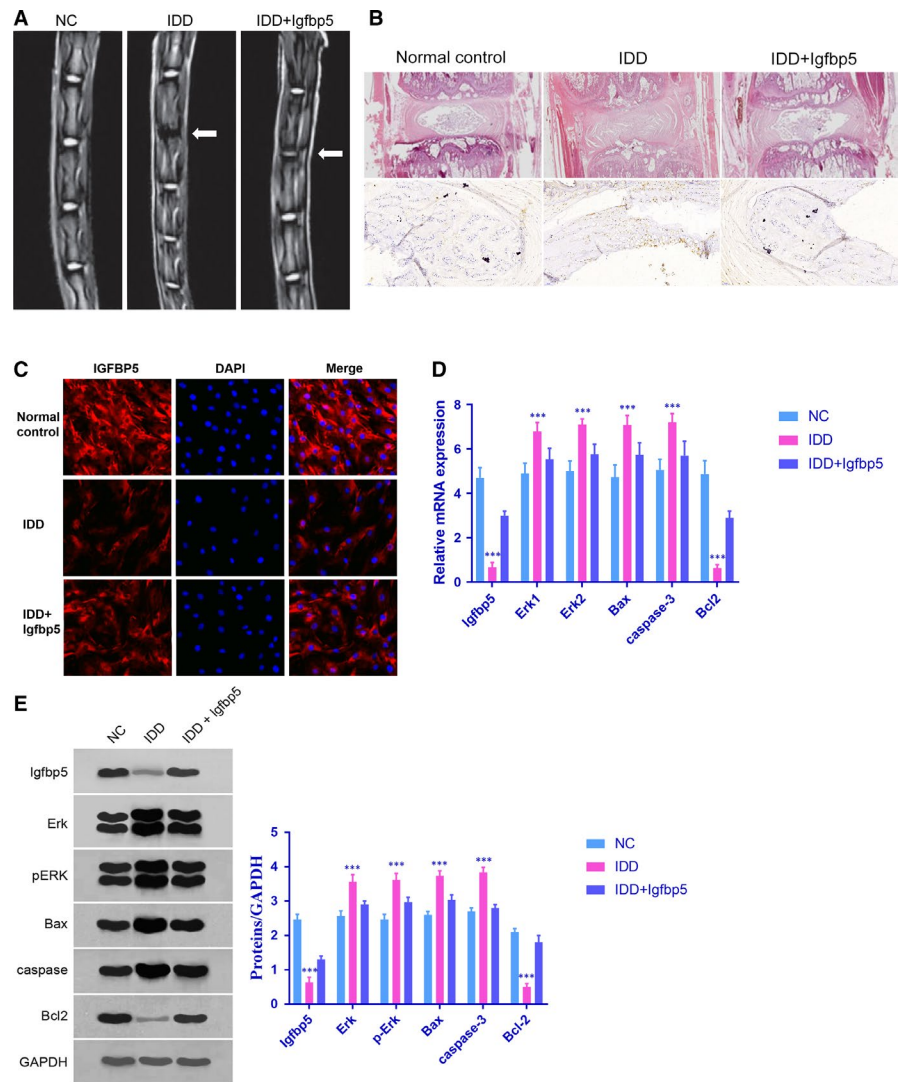 A
NC
IDD
IDD+Igfbp5
B
Normal control
IDD
IDD+Igfbp5
C
IGFBP5
DAPI
Merge
Normal
control
IDD
IDD+
Igfbp5
D
Relative mRNA expression
8
6
4
2
0
***
***
***
***
***
***
Igfbp5
Erk1
Erk2
Bax
caspase-3
Bcl2
NC
IDD
IDD+Igfbp5
E
NC
IDD
IDD + Igfbp5
Igfbp5
Erk
pERK
Bax
caspase
Bcl2
GAPDH
Proteins/GAPDH
5
4
3
2
1
0
***
***
***
***
***
***
Igfbp5
Erk
p-Erk
Bax
caspase-3
Bcl-2
NC
IDD
IDD+Igfbp5